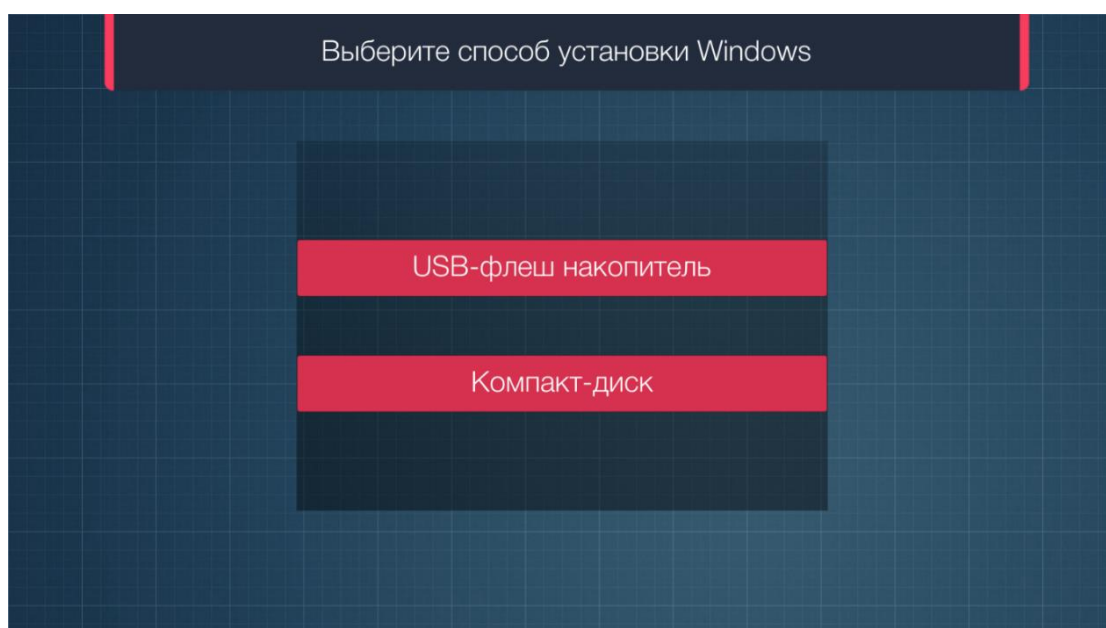 Выберите способ установки Windows
USB-флеш накопитель
Компакт-диск